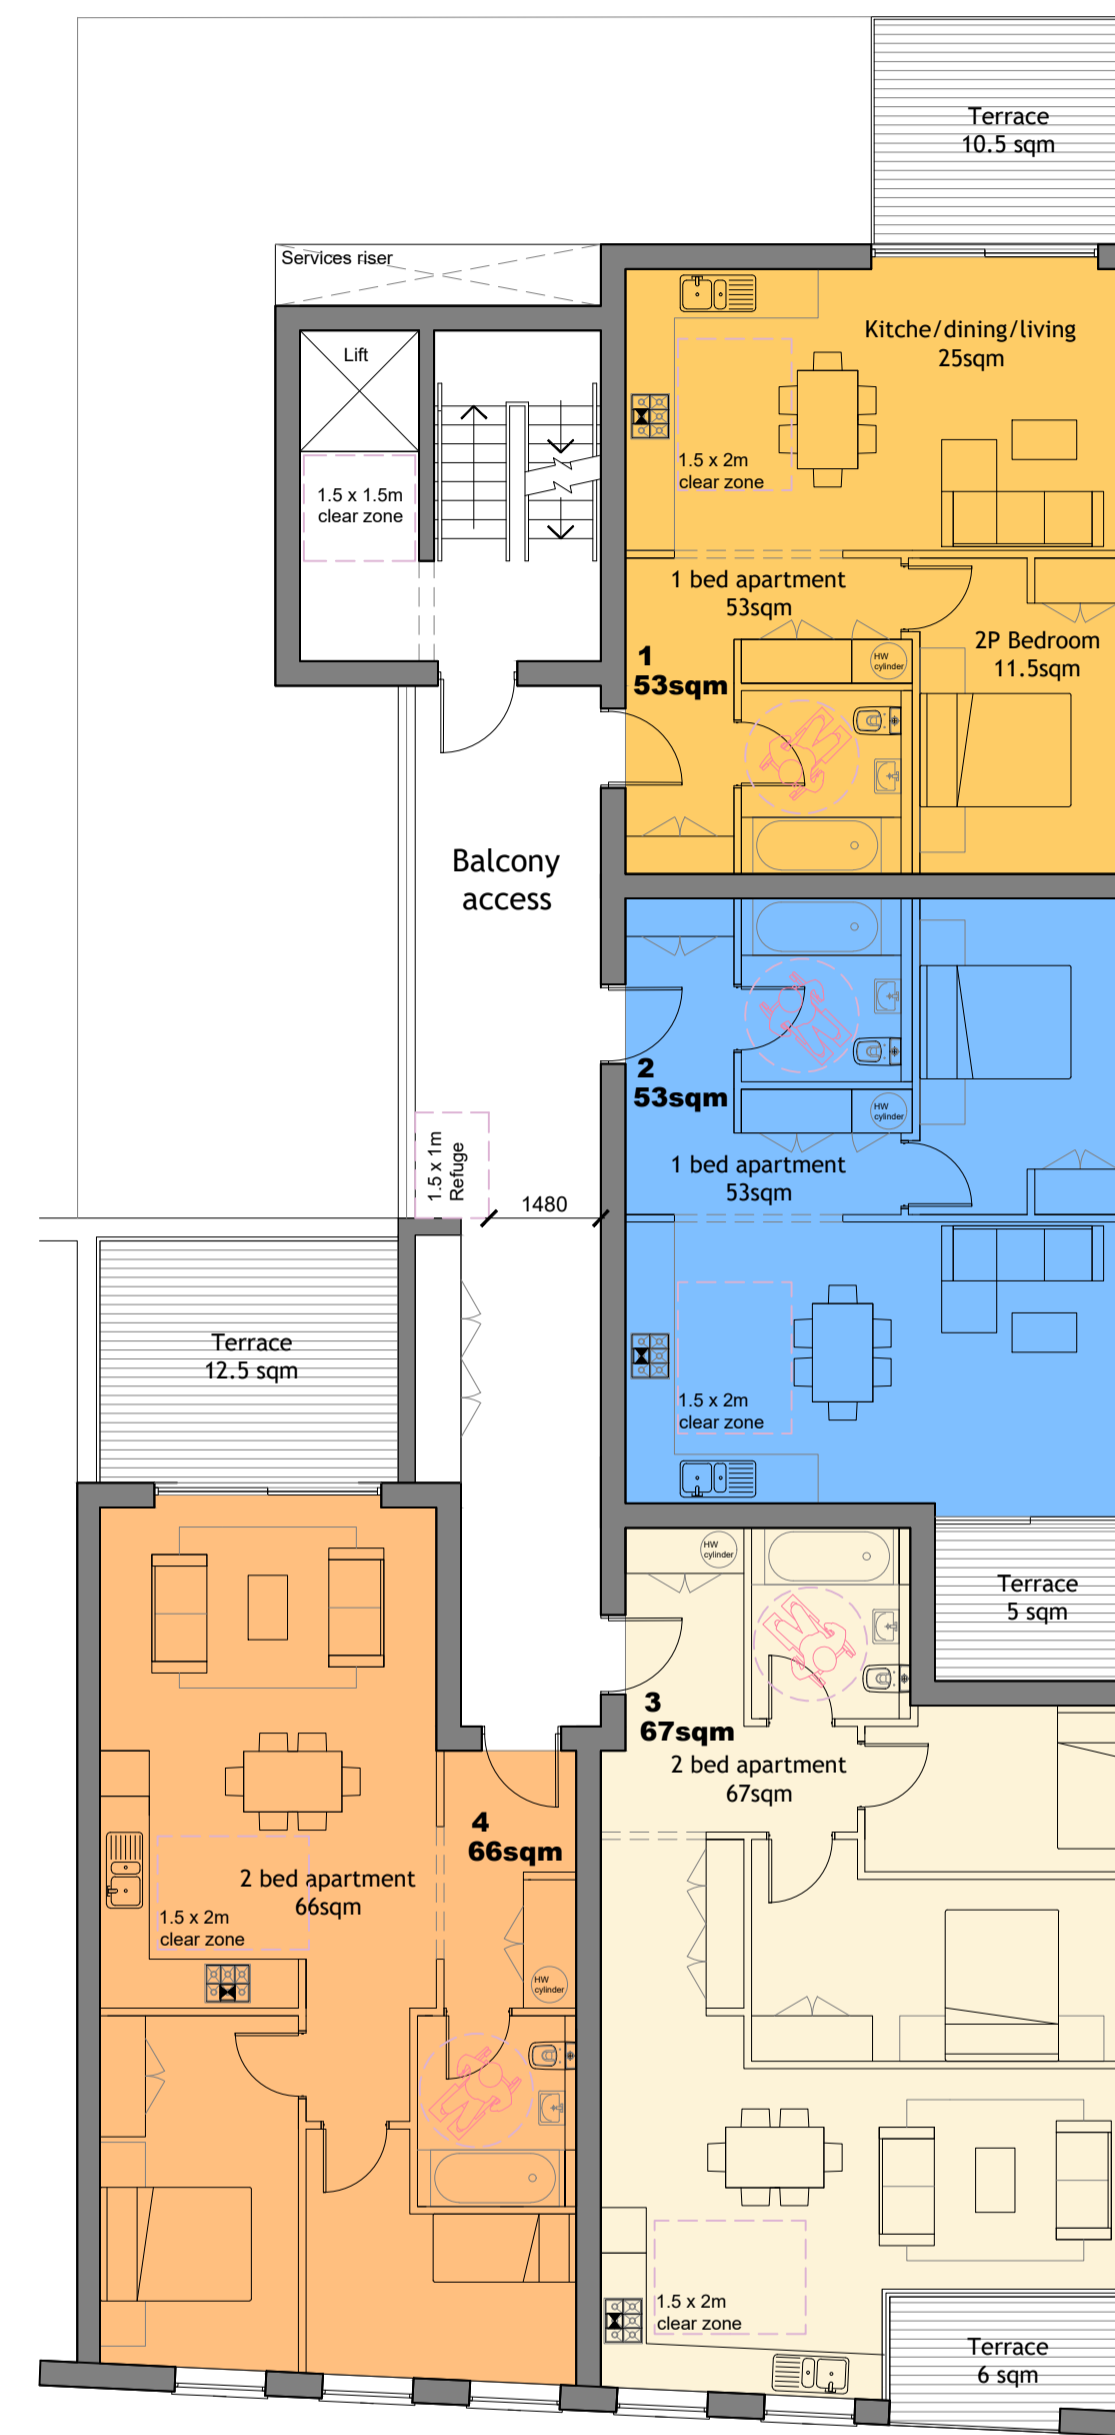 Terrace
10.5 sqm
Services riser
Lift
1.5 x 1.5m
clear zone
Kitche/dining/living
25sqm
1.5 x 2m
clear zone
1 bed apartment
53sqm
1
53sqm
HW
cylinder
2P Bedroom
11.5sqm
Balcony
access
2
53sqm
HW
cylinder
1 bed apartment
53sqm
1.5 x 1m
Refuge
1480
Terrace
12.5 sqm
1.5 x 2m
clear zone
HW
cylinder
Terrace
5 sqm
3
67sqm
2 bed apartment
67sqm
4
66sqm
2 bed apartment
66sqm
1.5 x 2m
clear zone
HW
cylinder
1.5 x 2m
clear zone
Terrace
6 sqm